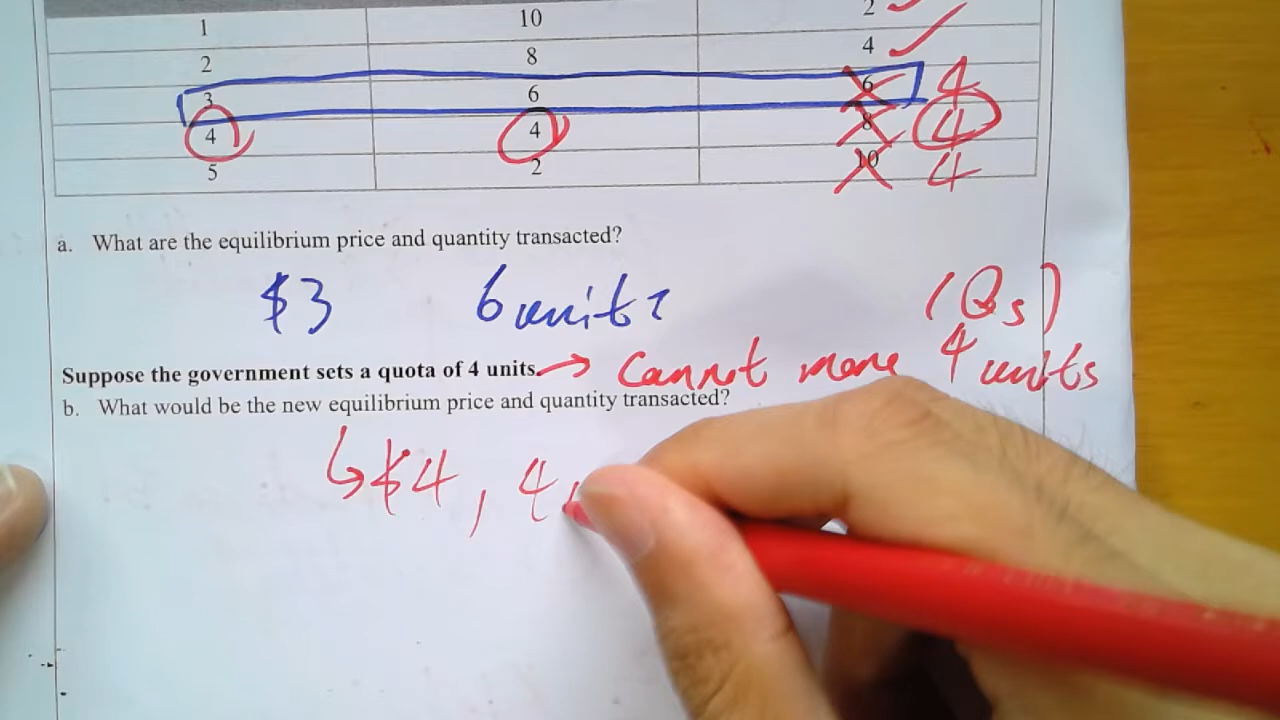 1 10 2
2 8 4
3 6 6 4
4 4 8 4
5 2 10 4
a. What are the equilibrium price and quantity transacted?
$3 6 units
(Qs)
Suppose the government sets a quota of 4 units. → Cannot more 4 units
b. What would be the new equilibrium price and quantity transacted?
↳ $4, 4